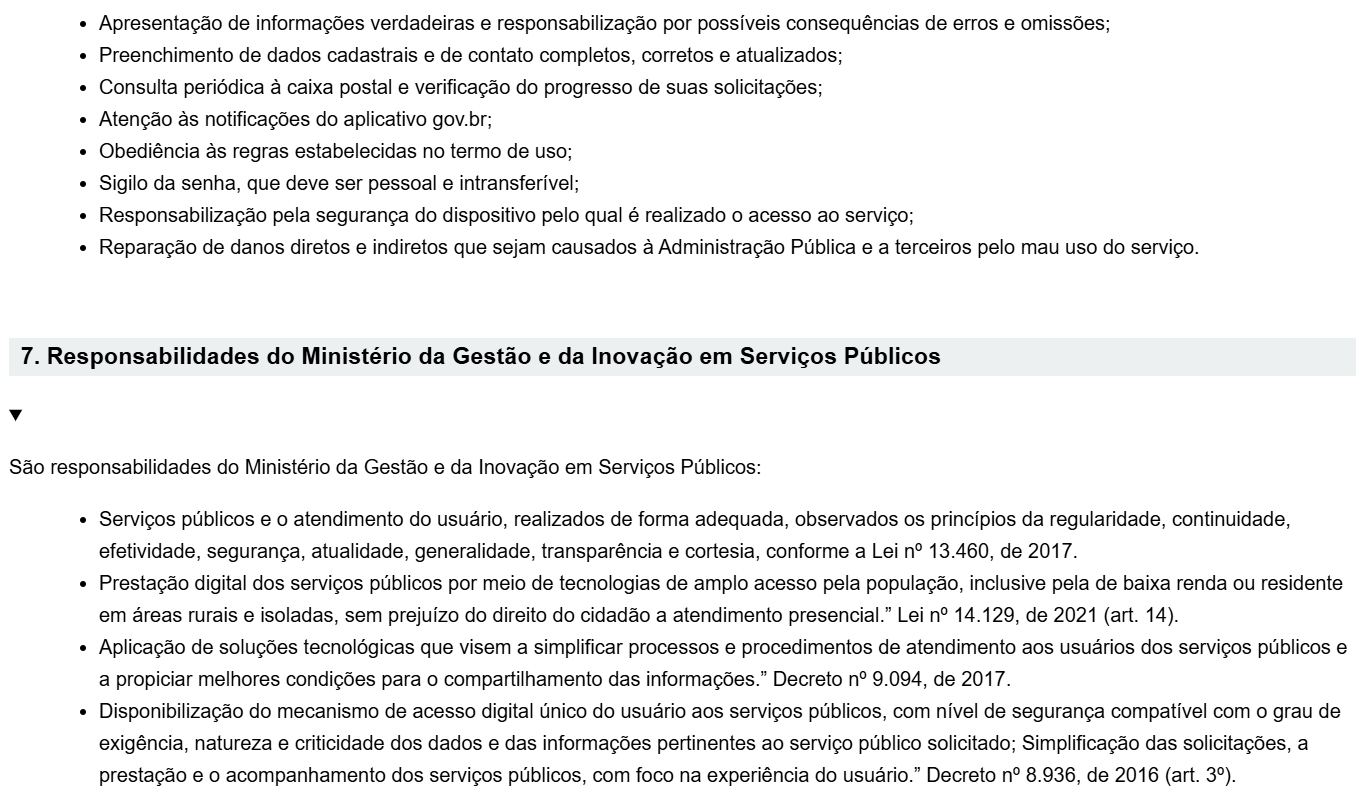 Apresentação de informações verdadeiras e responsabilização por possíveis consequências de erros e omissões;
Preenchimento de dados cadastrais e de contato completos, corretos e atualizados;
Consulta periódica à caixa postal e verificação do progresso de suas solicitações;
Atenção às notificações do aplicativo gov.br;
Obediência às regras estabelecidas no termo de uso;
Sigilo da senha, que deve ser pessoal e intransferível;
Responsabilização pela segurança do dispositivo pelo qual é realizado o acesso ao serviço;
Reparação de danos diretos e indiretos que sejam causados à Administração Pública e a terceiros pelo mau uso do serviço.
7. Responsabilidades do Ministério da Gestão e da Inovação em Serviços Públicos
São responsabilidades do Ministério da Gestão e da Inovação em Serviços Públicos:
Serviços públicos e o atendimento do usuário, realizados de forma adequada, observados os princípios da regularidade, continuidade,
efetividade, segurança, atualidade, generalidade, transparência e cortesia, conforme a Lei nº 13.460, de 2017.
Prestação digital dos serviços públicos por meio de tecnologias de amplo acesso pela população, inclusive pela de baixa renda ou residente
em áreas rurais e isoladas, sem prejuízo do direito do cidadão a atendimento presencial.” Lei nº 14.129, de 2021 (art. 14).
Aplicação de soluções tecnológicas que visem a simplificar processos e procedimentos de atendimento aos usuários dos serviços públicos e
a propiciar melhores condições para o compartilhamento das informações.” Decreto nº 9.094, de 2017.
Disponibilização do mecanismo de acesso digital único do usuário aos serviços públicos, com nível de segurança compatível com o grau de
exigência, natureza e criticidade dos dados e das informações pertinentes ao serviço público solicitado; Simplificação das solicitações, a
prestação e o acompanhamento dos serviços públicos, com foco na experiência do usuário.” Decreto nº 8.936, de 2016 (art. 3º).